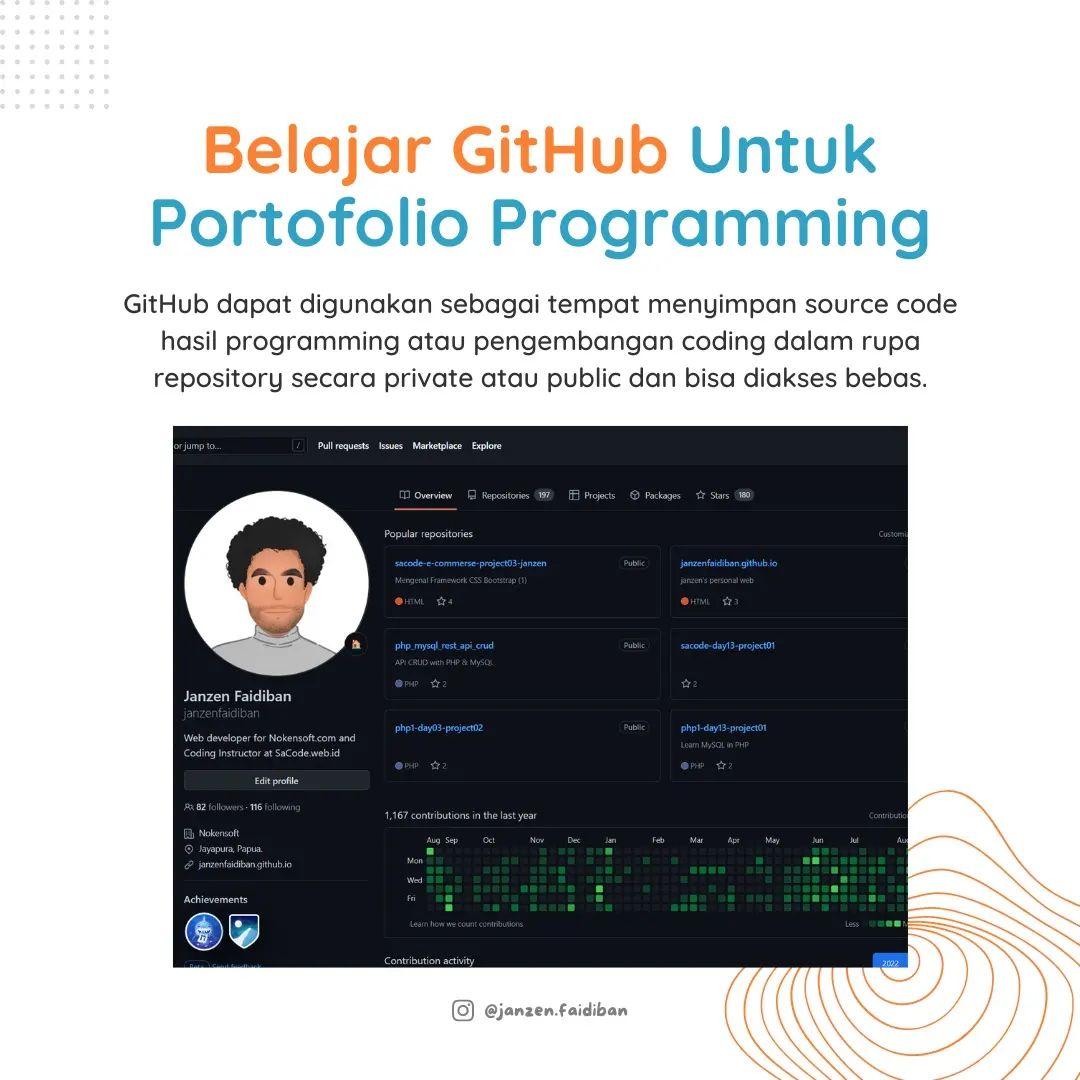 Belajar GitHub Untuk
Portofolio Programming
GitHub dapat digunakan sebagai tempat menyimpan source code
hasil programming atau pengembangan coding dalam rupa
repository secara private atau public dan bisa diakses bebas.
or jump to... / Pull requests Issues Marketplace Explore
Overview Repositories 197 Projects Packages Stars 180
Popular repositories
sacode-e-commerse-project03-janzen Public
Mengenal Framework CSS Bootstrap (1)
HTML 4
janzenfaidiban.github.io
janzen's personal web
HTML 3
php_mysql_rest_api_crud Public
API CRUD with PHP & MySQL
PHP 2
sacode-day13-project01
2
php1-day03-project02 Public
PHP 2
php1-day13-project01
Learn MySQL in PHP
PHP 2
Janzen Faidiban
janzenfaidiban
Web developer for Nokensoft.com and
Coding Instructor at SaCode.web.id
Edit profile
82 followers · 116 following
Nokensoft
Jayapura, Papua.
janzenfaidiban.github.io
Achievements
Beta Send feedback
1,167 contributions in the last year
Aug Sep Oct Nov Dec Jan Feb Mar Apr May Jun Jul Au
Mon
Wed
Fri
Learn how we count contributions Less
Contribution activity
2022
@janzen.faidiban